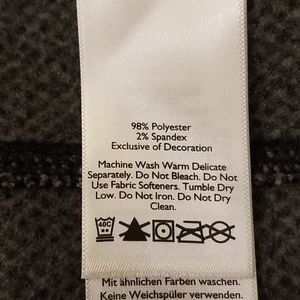 98% Polyester
2% Spandex
Exclusive of Decoration
Machine Wash Warm Delicate
Separately. Do Not Bleach. Do Not
Use Fabric Softeners. Tumble Dry
Low. Do Not Iron. Do Not Dry
Clean.
40C
Mit ähnlichen Farben waschen.
Keine Weichspüler verwenden.